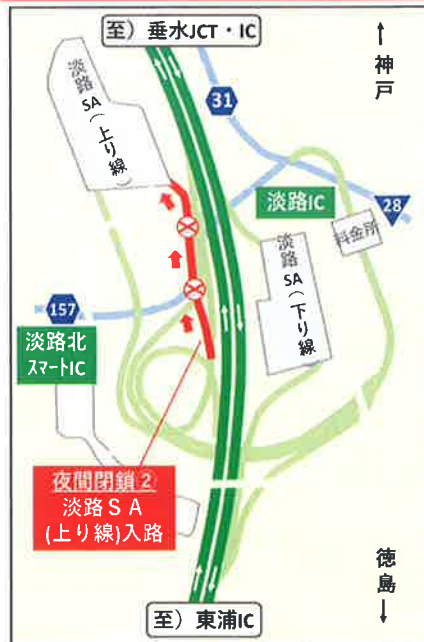 至）垂水JCT・IC
↑
神戸
淡路
SA
（上り線）
31
淡路IC
28
料金所
淡路
SA
（下り線）
157
淡路北
スマートIC
夜間閉鎖②
淡路ＳＡ
(上り線)入路
徳島
↓
至）東浦IC